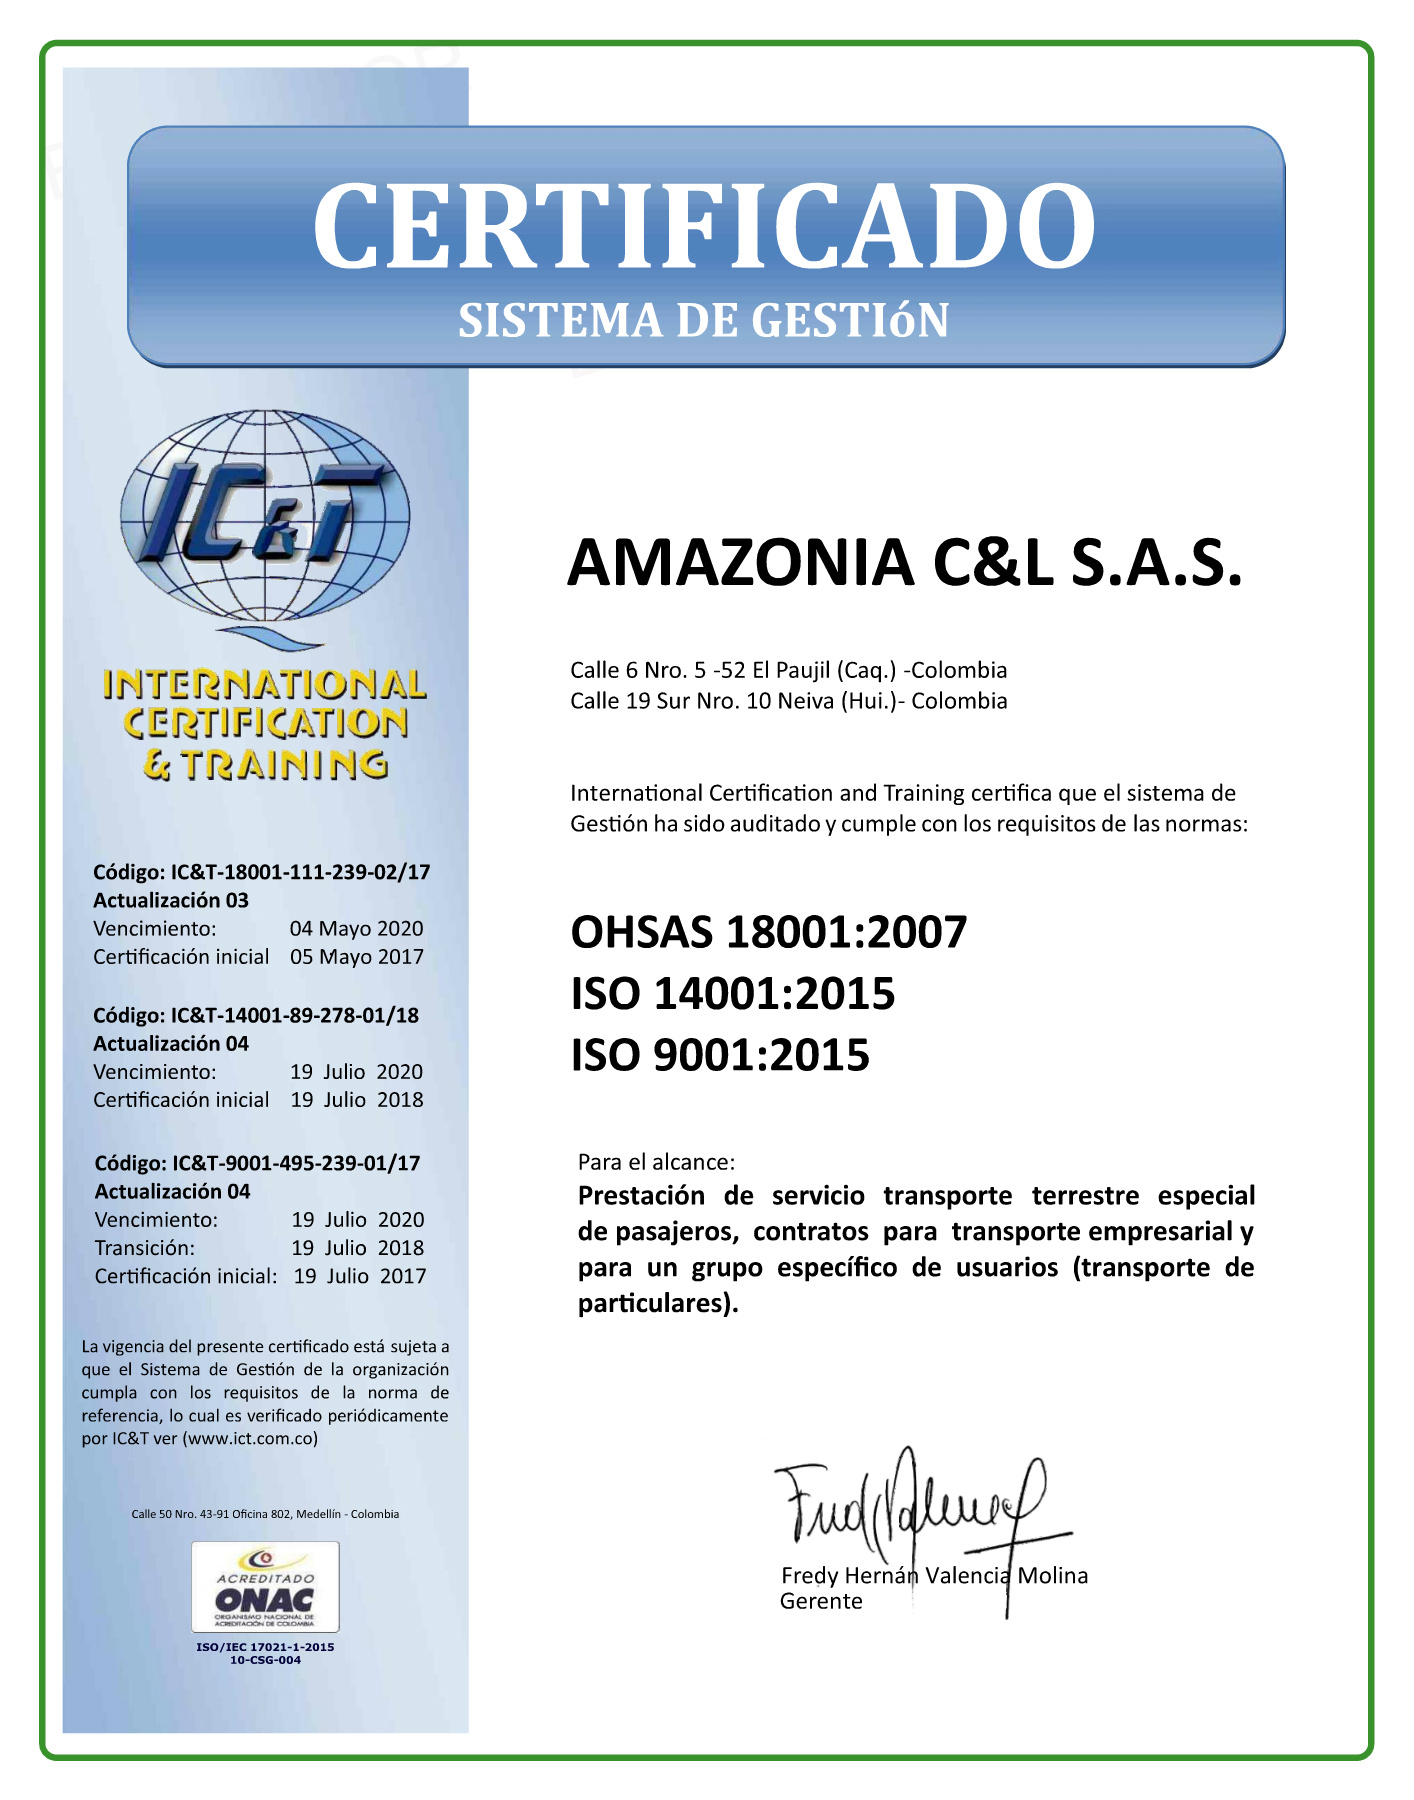 CERTIFICADO
SISTEMA DE GESTIóN
IC&T
INTERNATIONAL
CERTIFICATION
& TRAINING
Código: IC&T-18001-111-239-02/17
Actualización 03
Vencimiento: 04 Mayo 2020
Certificación inicial 05 Mayo 2017
Código: IC&T-14001-89-278-01/18
Actualización 04
Vencimiento: 19 Julio 2020
Certificación inicial 19 Julio 2018
Código: IC&T-9001-495-239-01/17
Actualización 04
Vencimiento: 19 Julio 2020
Transición: 19 Julio 2018
Certificación inicial: 19 Julio 2017
La vigencia del presente certificado está sujeta a
que el Sistema de Gestión de la organización
cumpla con los requisitos de la norma de
referencia, lo cual es verificado periódicamente
por IC&T ver (www.ict.com.co)
Calle 50 Nro. 43-91 Oficina 802, Medellín - Colombia
ACREDITADO
ONAC
ORGANISMO NACIONAL DE
ACREDITACIÓN DE COLOMBIA
ISO/IEC 17021-1-2015
10-CSG-004
AMAZONIA C&L S.A.S.
Calle 6 Nro. 5 -52 El Paujil (Caq.) -Colombia
Calle 19 Sur Nro. 10 Neiva (Hui.)- Colombia
International Certification and Training certifica que el sistema de
Gestión ha sido auditado y cumple con los requisitos de las normas:
OHSAS 18001:2007
ISO 14001:2015
ISO 9001:2015
Para el alcance:
Prestación de servicio transporte terrestre especial
de pasajeros, contratos para transporte empresarial y
para un grupo específico de usuarios (transporte de
particulares).
Fredy Hernán Valencia Molina
Gerente